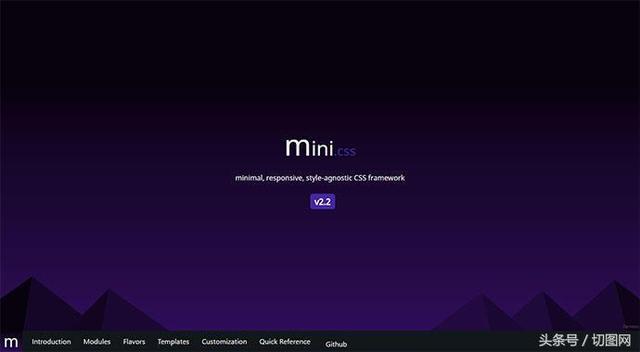 mini.css
minimal, responsive, style-agnostic CSS framework
v2.2
m Introduction Modules Flavors Templates Customization Quick Reference Github
头条号 / 切图网